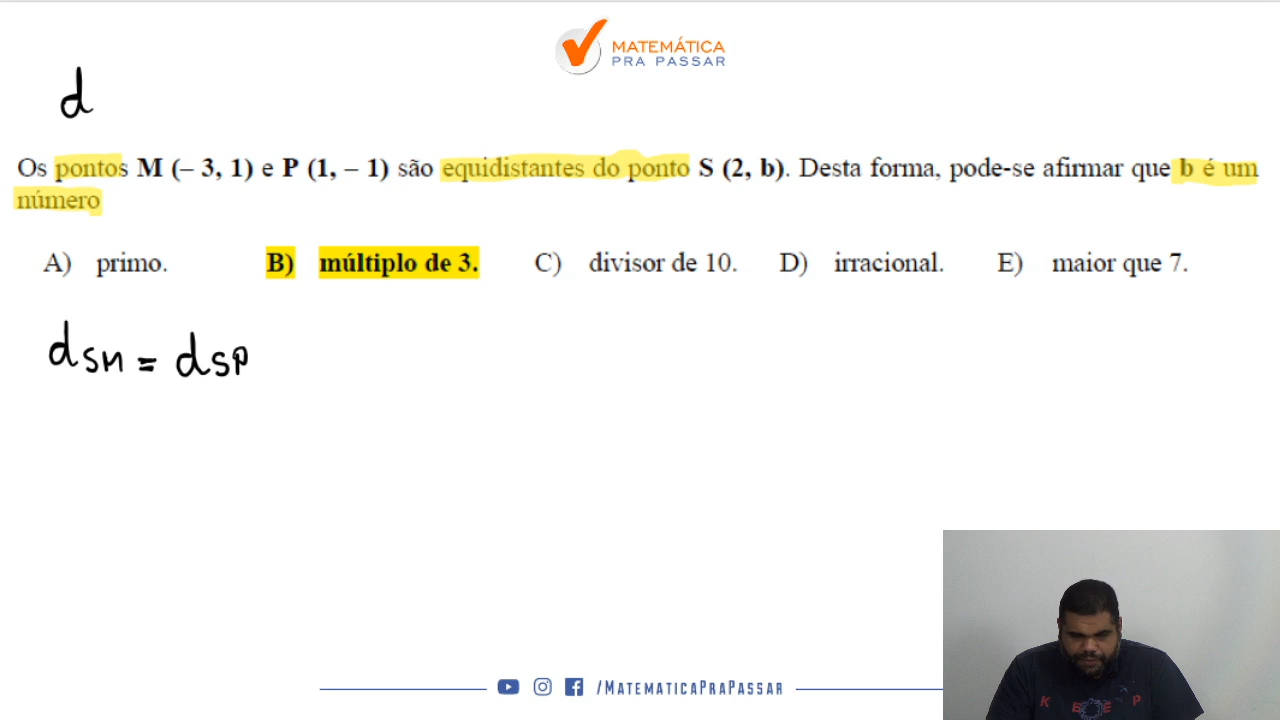 MATEMÁTICA
PRA PASSAR
d
Os pontos M (– 3, 1) e P (1, – 1) são equidistantes do ponto S (2, b). Desta forma, pode-se afirmar que b é um
número
A) primo. B) múltiplo de 3. C) divisor de 10. D) irracional. E) maior que 7.
dSM = dSP
/MatematicaPraPassar